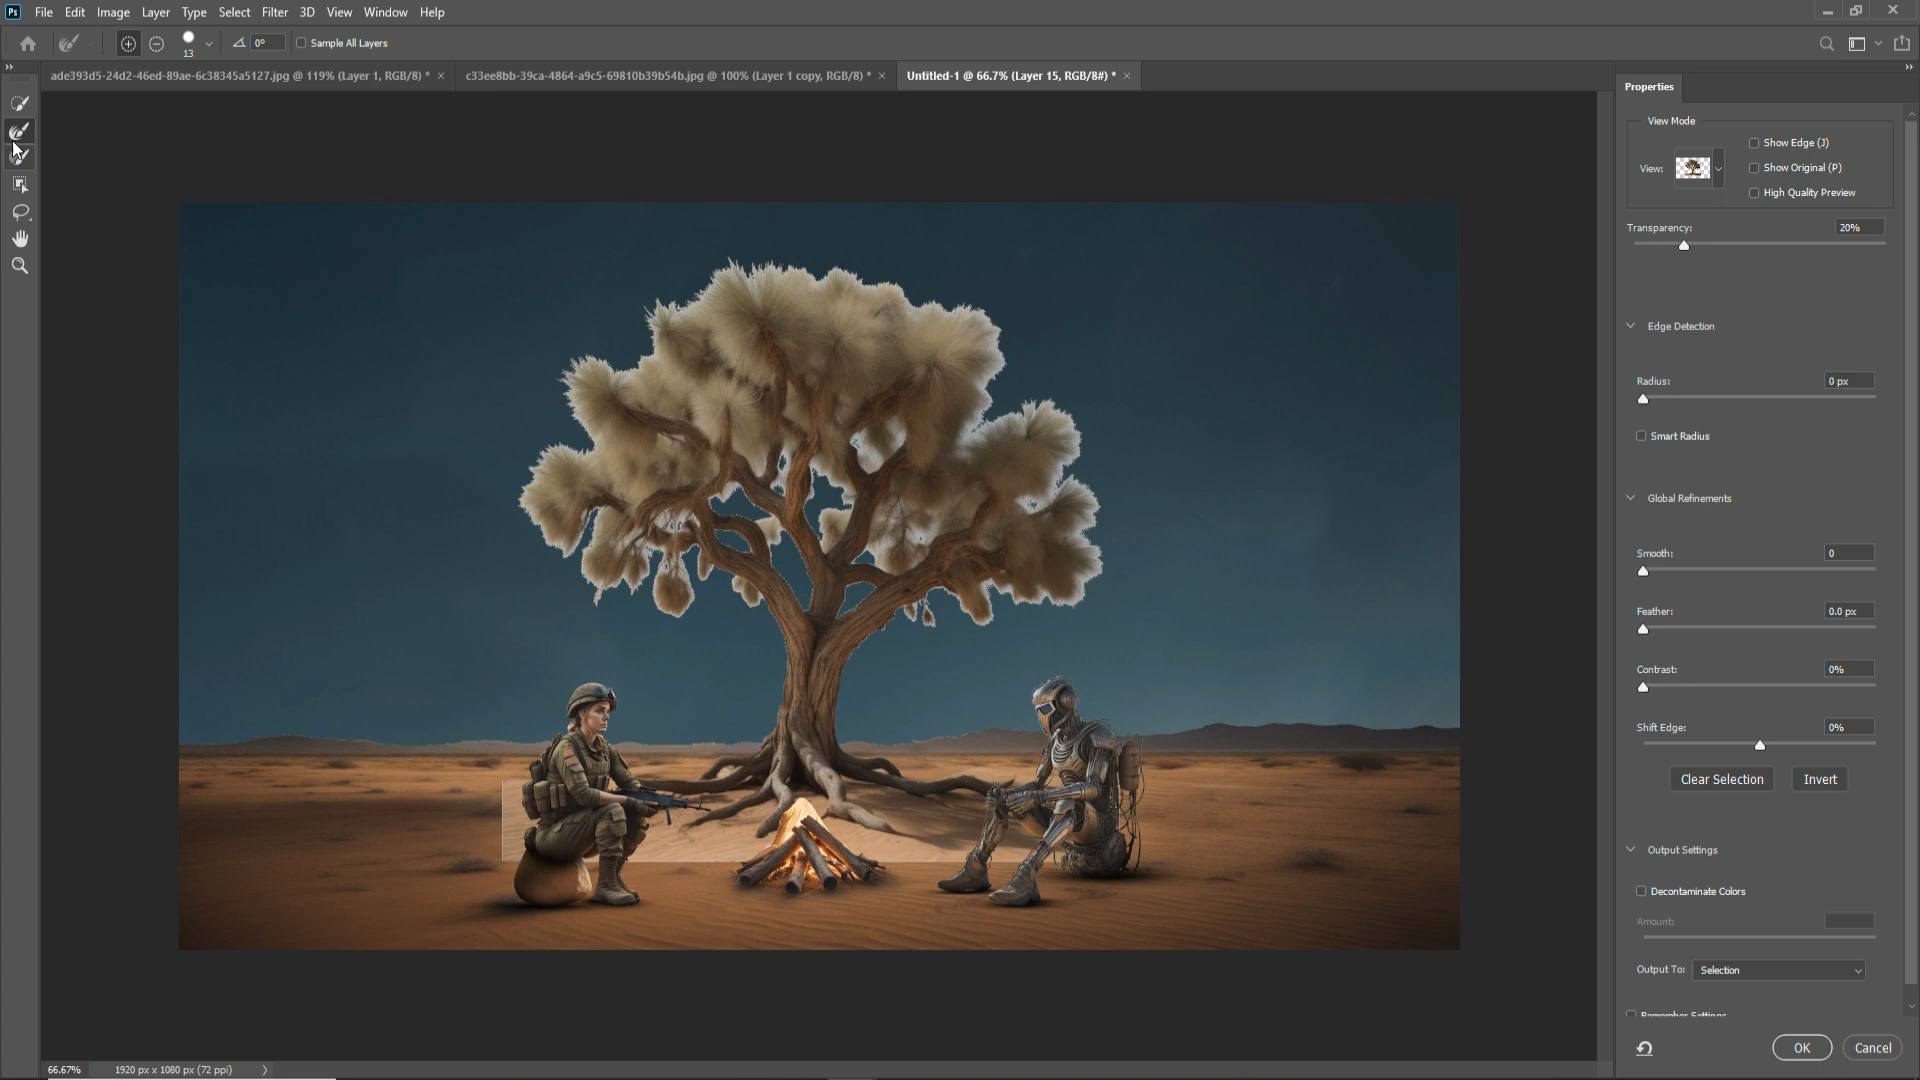 Ps File Edit Image Layer Type Select Filter 3D View Window Help
13 0° Sample All Layers
ade393d5-24d2-46ed-89ae-6c38345a5127.jpg @ 119% (Layer 1, RGB/8) * × c33ee8bb-39ca-4864-a9c5-69810b39b54b.jpg @ 100% (Layer 1 copy, RGB/8) * × Untitled-1 @ 66.7% (Layer 15, RGB/8#) * ×
Properties
View Mode
View:
Show Edge (J)
Show Original (P)
High Quality Preview
Transparency: 20%
Edge Detection
Radius: 0 px
Smart Radius
Global Refinements
Smooth: 0
Feather: 0.0 px
Contrast: 0%
Shift Edge: 0%
Clear Selection Invert
Output Settings
Decontaminate Colors
Amount:
Output To: Selection
Remember Settings
OK Cancel
66.67% 1920 px x 1080 px (72 ppi)